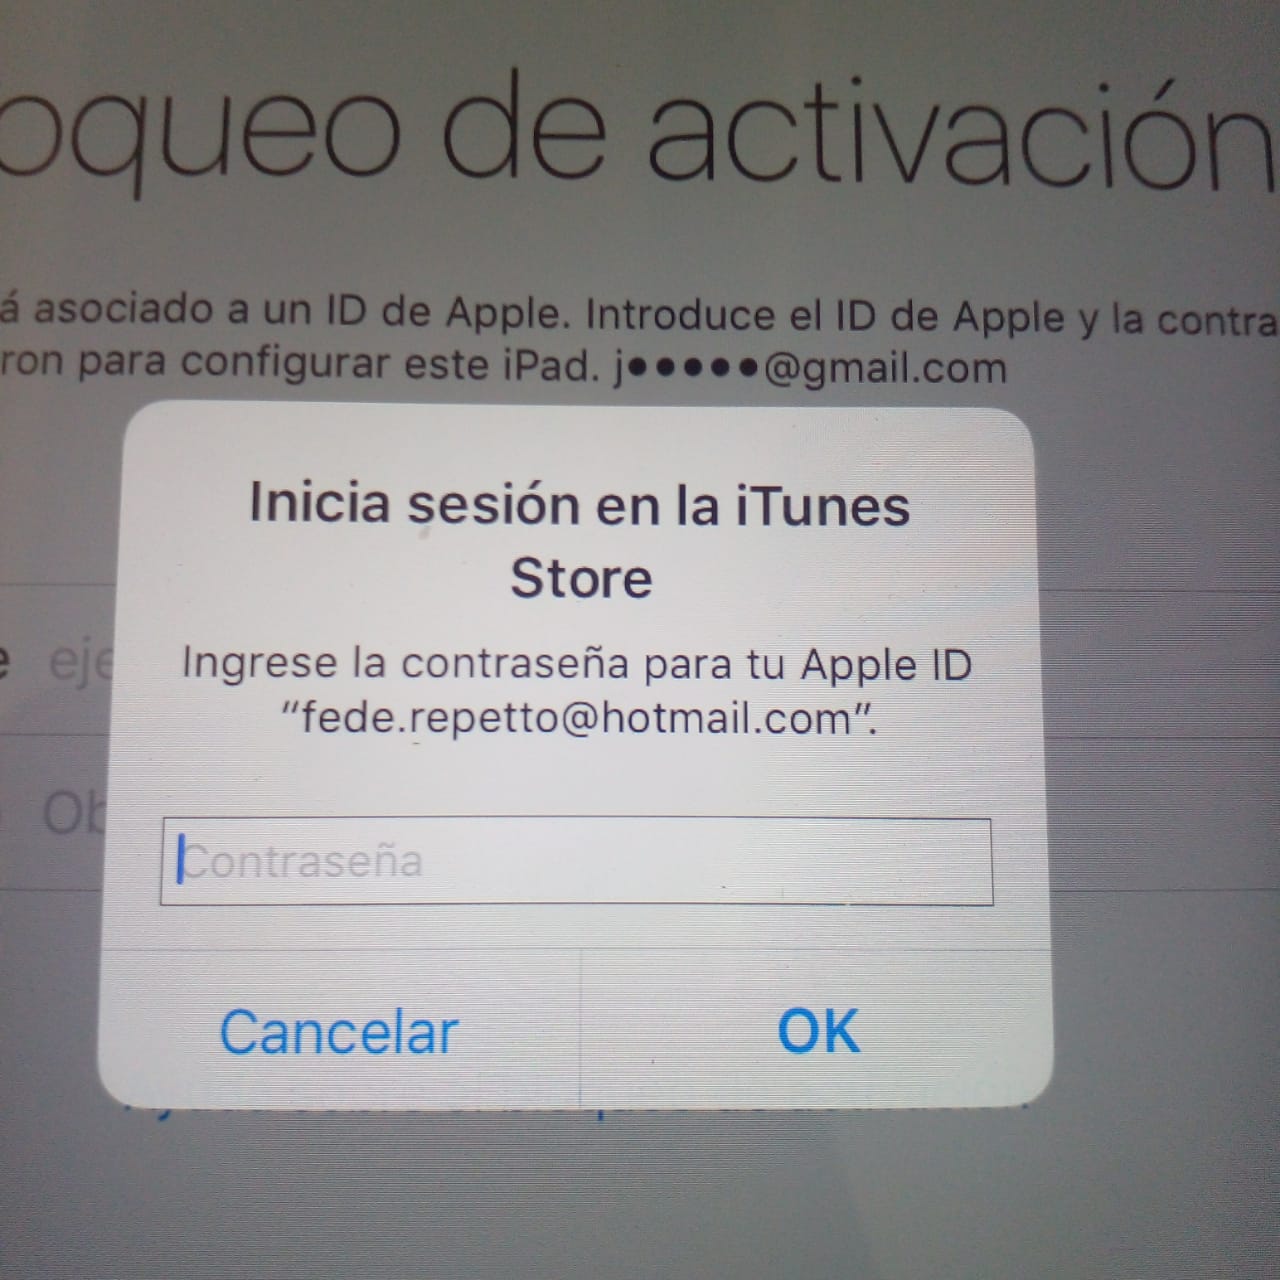 oqueo de activación
á asociado a un ID de Apple. Introduce el ID de Apple y la contra
ron para configurar este iPad. j•••••@gmail.com
Inicia sesión en la iTunes
Store
e eje
Ingrese la contraseña para tu Apple ID
“fede.repetto@hotmail.com”.
Ob
Contraseña
Cancelar OK